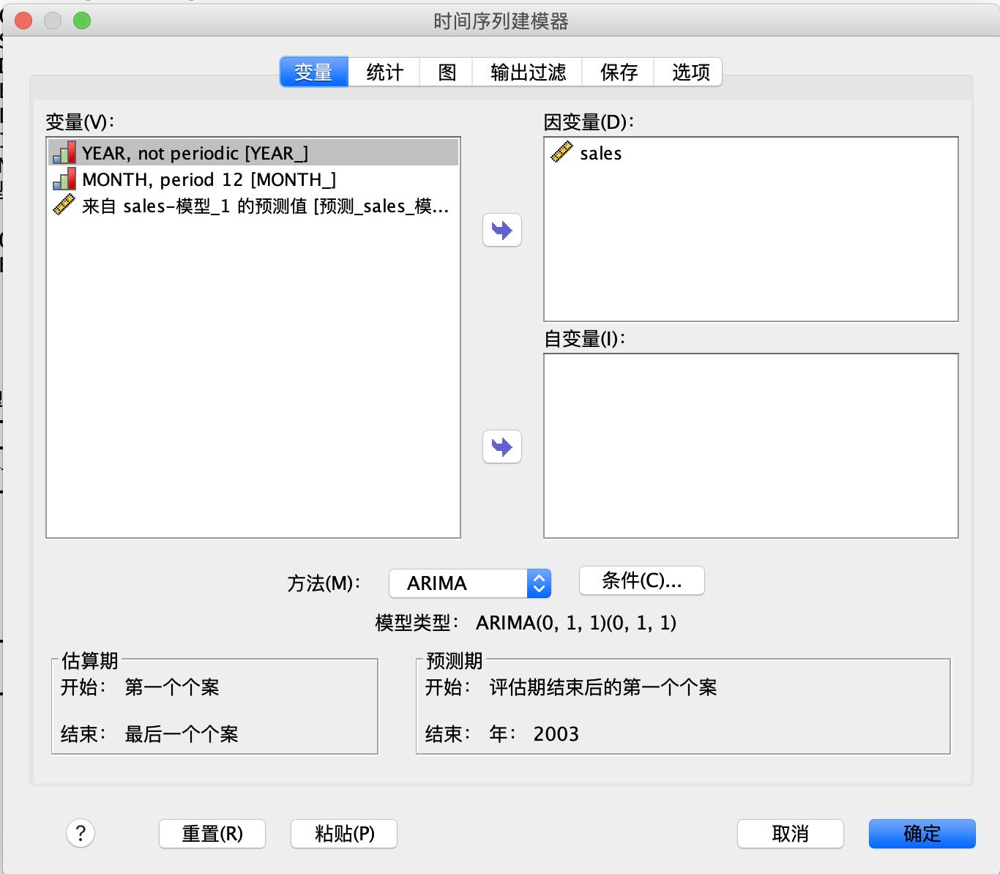 时间序列建模器
变量 统计 图 输出过滤 保存 选项
变量(V)：
YEAR, not periodic [YEAR_]
MONTH, period 12 [MONTH_]
来自 sales-模型_1 的预测值 [预测_sales_模...
因变量(D)：
sales
自变量(I)：
方法(M)： ARIMA 条件(C)...
模型类型： ARIMA(0, 1, 1)(0, 1, 1)
估算期
开始： 第一个个案
结束： 最后一个个案
预测期
开始： 评估期结束后的第一个个案
结束： 年： 2003
? 重置(R) 粘贴(P) 取消 确定